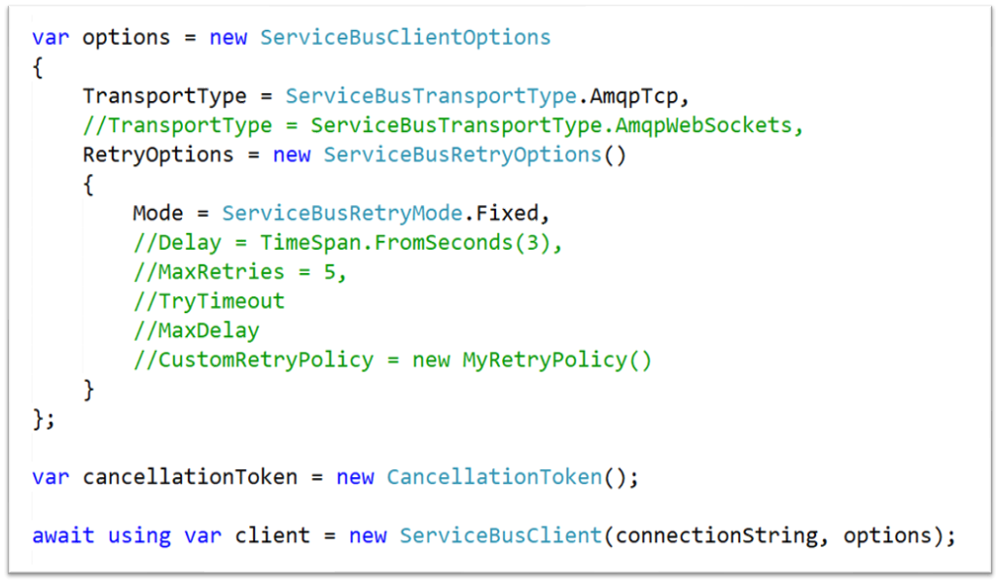 var options = new ServiceBusClientOptions
{
    TransportType = ServiceBusTransportType.AmqpTcp,
    //TransportType = ServiceBusTransportType.AmqpWebSockets,
    RetryOptions = new ServiceBusRetryOptions()
    {
        Mode = ServiceBusRetryMode.Fixed,
        //Delay = TimeSpan.FromSeconds(3),
        //MaxRetries = 5,
        //TryTimeout
        //MaxDelay
        //CustomRetryPolicy = new MyRetryPolicy()
    }
};
var cancellationToken = new CancellationToken();
await using var client = new ServiceBusClient(connectionString, options);